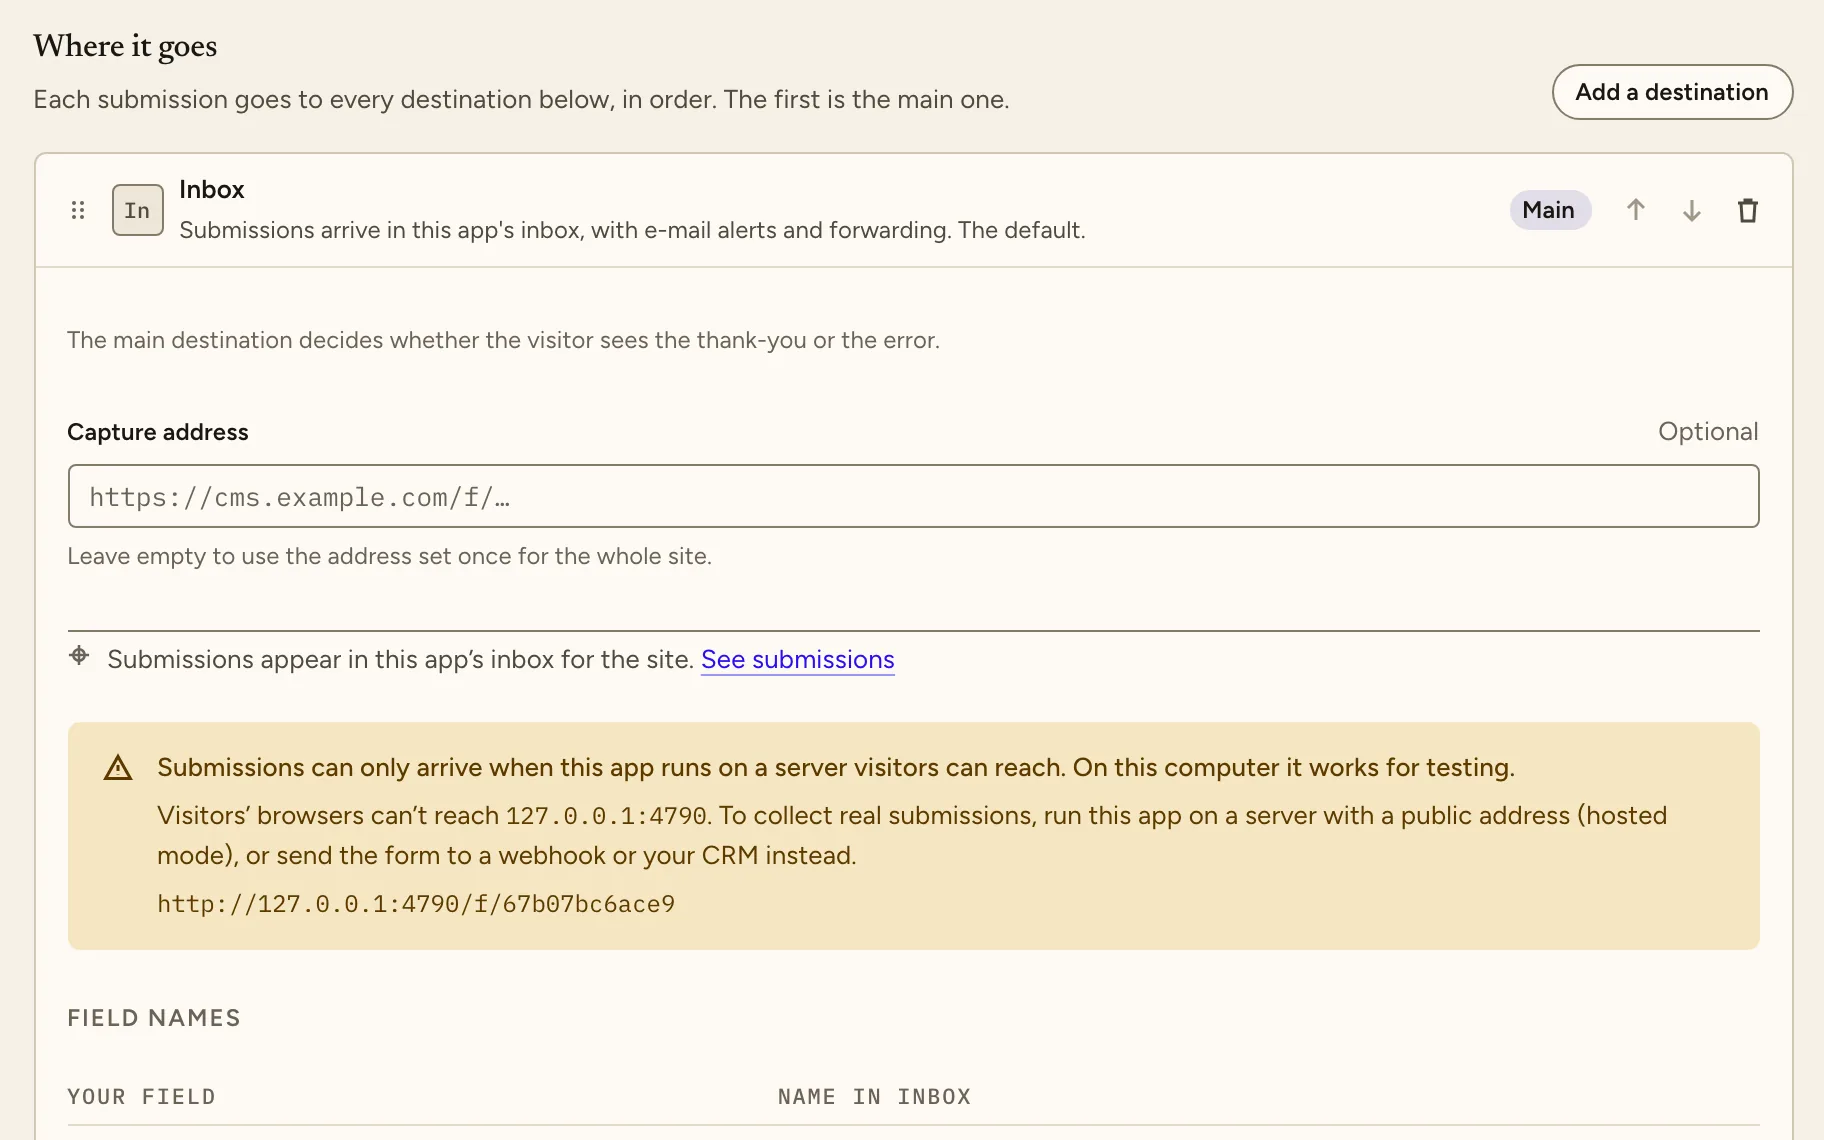 Where it goes
Each submission goes to every destination below, in order. The first is the main one.
Add a destination
In
Inbox
Submissions arrive in this app's inbox, with e-mail alerts and forwarding. The default.
Main
The main destination decides whether the visitor sees the thank-you or the error.
Capture address
Optional
https://cms.example.com/f/…
Leave empty to use the address set once for the whole site.
Submissions appear in this app’s inbox for the site. See submissions
Submissions can only arrive when this app runs on a server visitors can reach. On this computer it works for testing.
Visitors’ browsers can’t reach 127.0.0.1:4790. To collect real submissions, run this app on a server with a public address (hosted
mode), or send the form to a webhook or your CRM instead.
http://127.0.0.1:4790/f/67b07bc6ace9
FIELD NAMES
YOUR FIELD
NAME IN INBOX